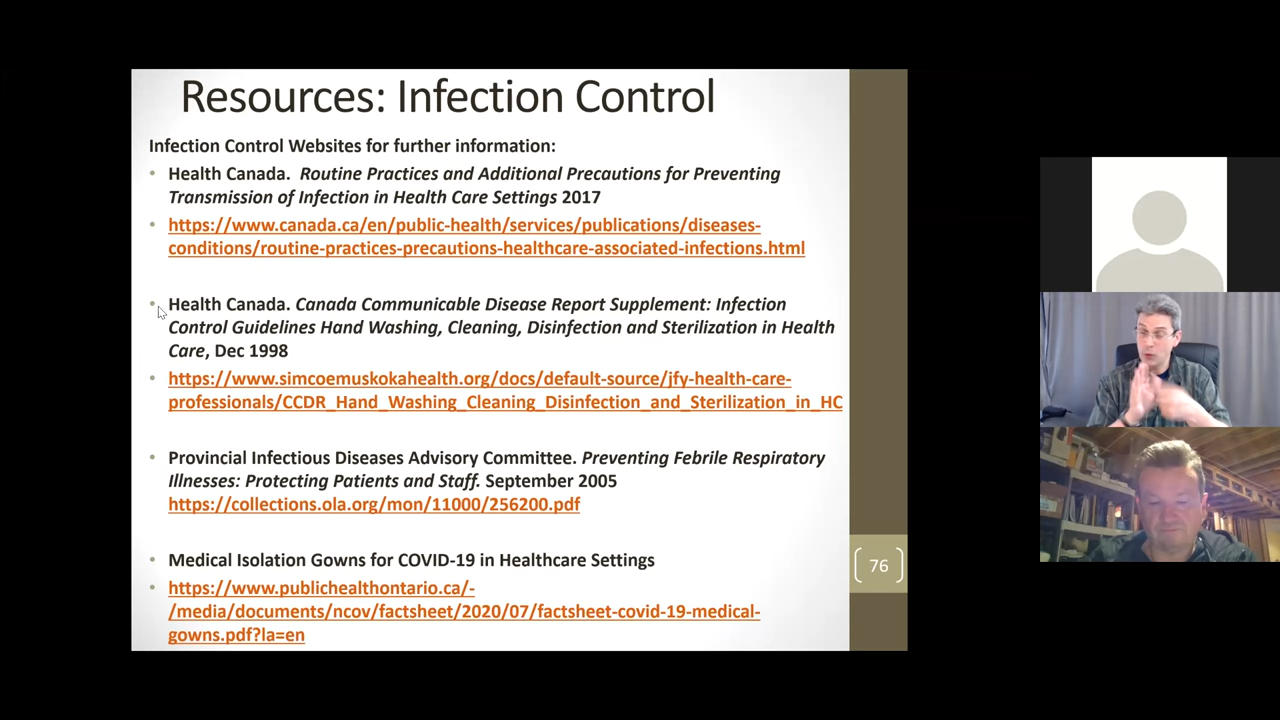 Resources: Infection Control
Infection Control Websites for further information:
• Health Canada. Routine Practices and Additional Precautions for Preventing
Transmission of Infection in Health Care Settings 2017
• https://www.canada.ca/en/public-health/services/publications/diseases-
conditions/routine-practices-precautions-healthcare-associated-infections.html
• Health Canada. Canada Communicable Disease Report Supplement: Infection
Control Guidelines Hand Washing, Cleaning, Disinfection and Sterilization in Health
Care, Dec 1998
• https://www.simcoemuskokahealth.org/docs/default-source/jfy-health-care-
professionals/CCDR_Hand_Washing_Cleaning_Disinfection_and_Sterilization_in_HC
• Provincial Infectious Diseases Advisory Committee. Preventing Febrile Respiratory
Illnesses: Protecting Patients and Staff. September 2005
https://collections.ola.org/mon/11000/256200.pdf
• Medical Isolation Gowns for COVID-19 in Healthcare Settings
• https://www.publichealthontario.ca/-
/media/documents/ncov/factsheet/2020/07/factsheet-covid-19-medical-
gowns.pdf?la=en
76